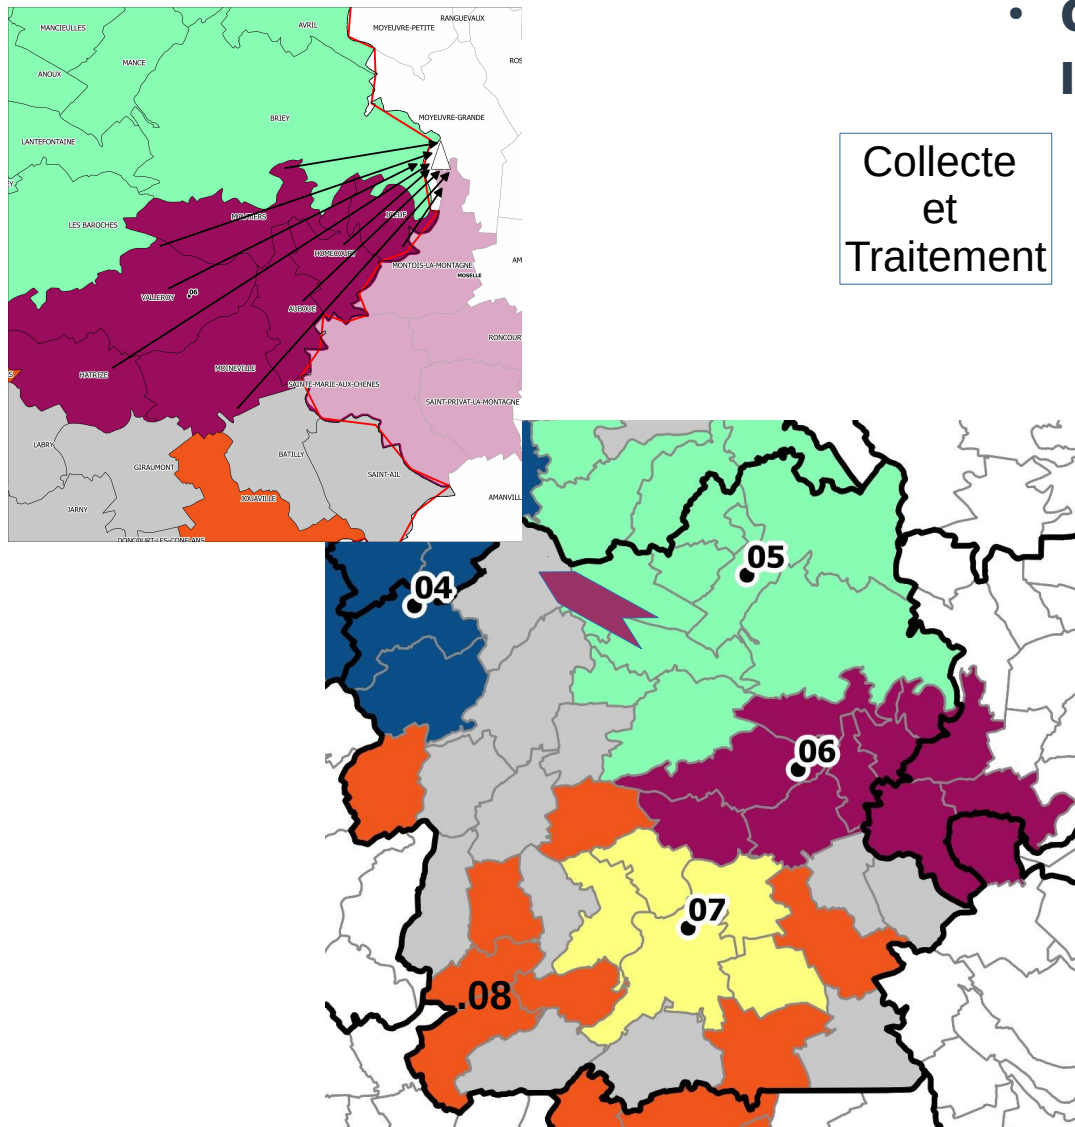 RANGUEVAUX
MANCIEULLES
AVRIL
MOYEUVRE-PETITE
MANCE
ANOUX
BRIEY
MOYEUVRE-GRANDE
LANTEFONTAINE
LES BAROCHES
JOEUF
HOMECOURT
MONTOIS-LA-MONTAGNE
MOSELLE
VALLEROY
06
AUBOUE
HATRIZE
MOINEVILLE
SAINTE-MARIE-AUX-CHENES
SAINT-PRIVAT-LA-MONTAGNE
LABRY
GIRAUMONT
BATILLY
SAINT-AIL
JOUAVILLE
JARNY
DONCOURT-LES-CONFLANS
Collecte
et
Traitement
05
04
06
07
.08